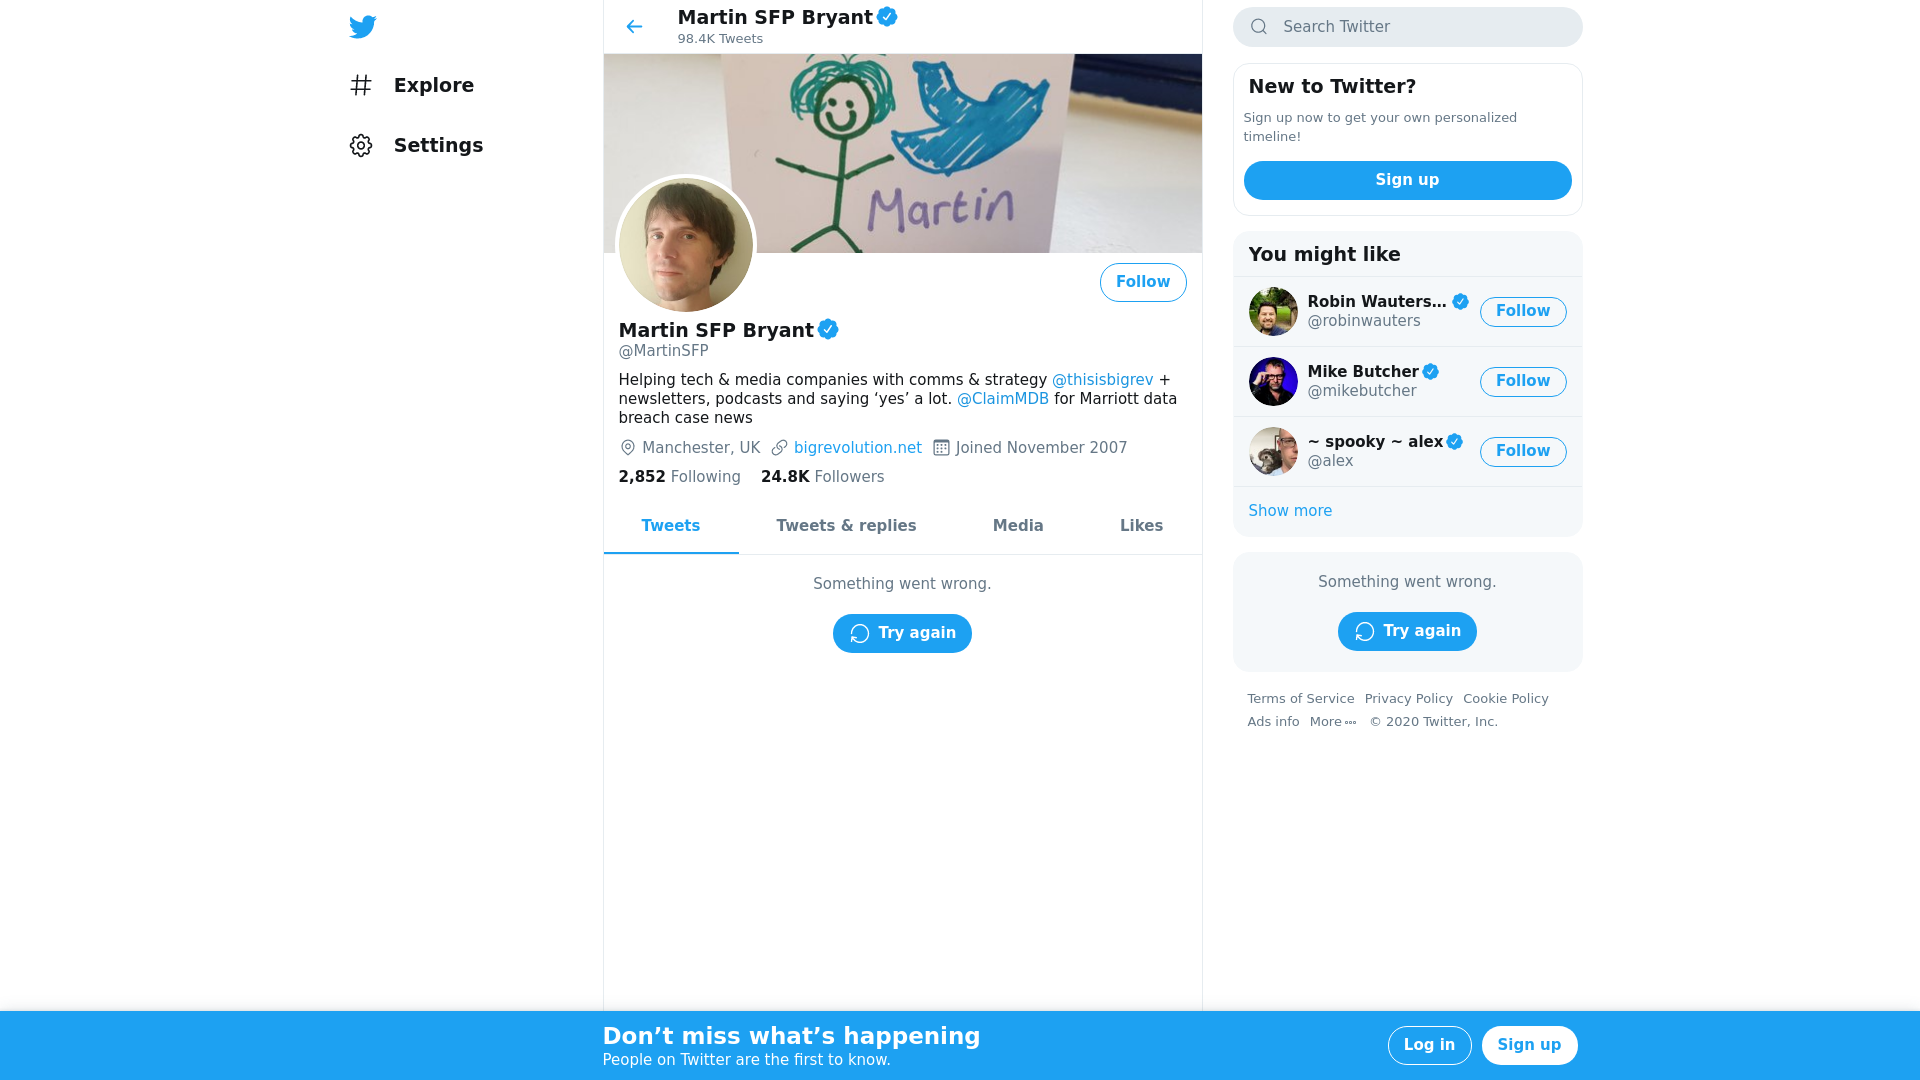 Explore
Settings
Martin SFP Bryant
98.4K Tweets
Martin
Follow
Martin SFP Bryant
@MartinSFP
Helping tech & media companies with comms & strategy @thisisbigrev +
newsletters, podcasts and saying ‘yes’ a lot. @ClaimMDB for Marriott data
breach case news
Manchester, UK bigrevolution.net Joined November 2007
2,852 Following 24.8K Followers
Tweets Tweets & replies Media Likes
Something went wrong.
Try again
Search Twitter
New to Twitter?
Sign up now to get your own personalized
timeline!
Sign up
You might like
Robin Wauters…
@robinwauters
Follow
Mike Butcher
@mikebutcher
Follow
~ spooky ~ alex
@alex
Follow
Show more
Something went wrong.
Try again
Terms of Service Privacy Policy Cookie Policy
Ads info More © 2020 Twitter, Inc.
Don’t miss what’s happening
People on Twitter are the first to know.
Log in
Sign up